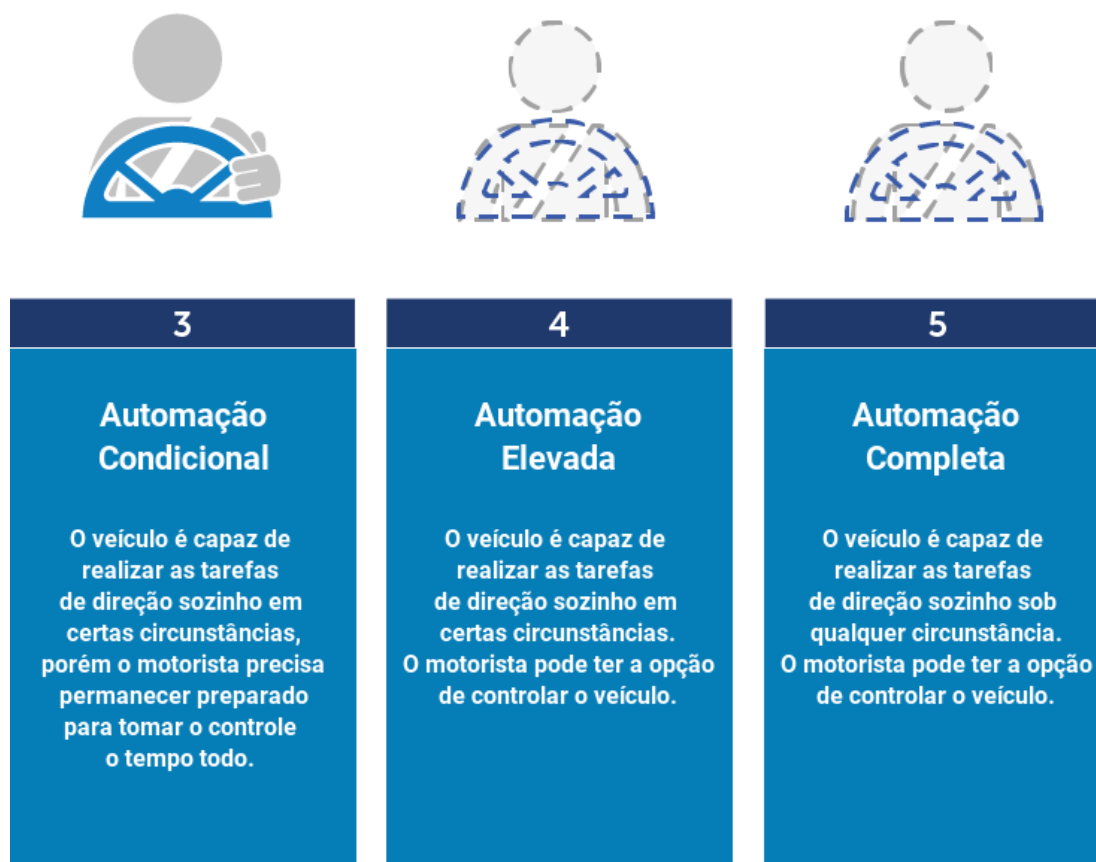 3
Automação
Condicional
O veículo é capaz de
realizar as tarefas
de direção sozinho em
certas circunstâncias,
porém o motorista precisa
permanecer preparado
para tomar o controle
o tempo todo.
4
Automação
Elevada
O veículo é capaz de
realizar as tarefas
de direção sozinho em
certas circunstâncias.
O motorista pode ter a opção
de controlar o veículo.
5
Automação
Completa
O veículo é capaz de
realizar as tarefas
de direção sozinho sob
qualquer circunstância.
O motorista pode ter a opção
de controlar o veículo.